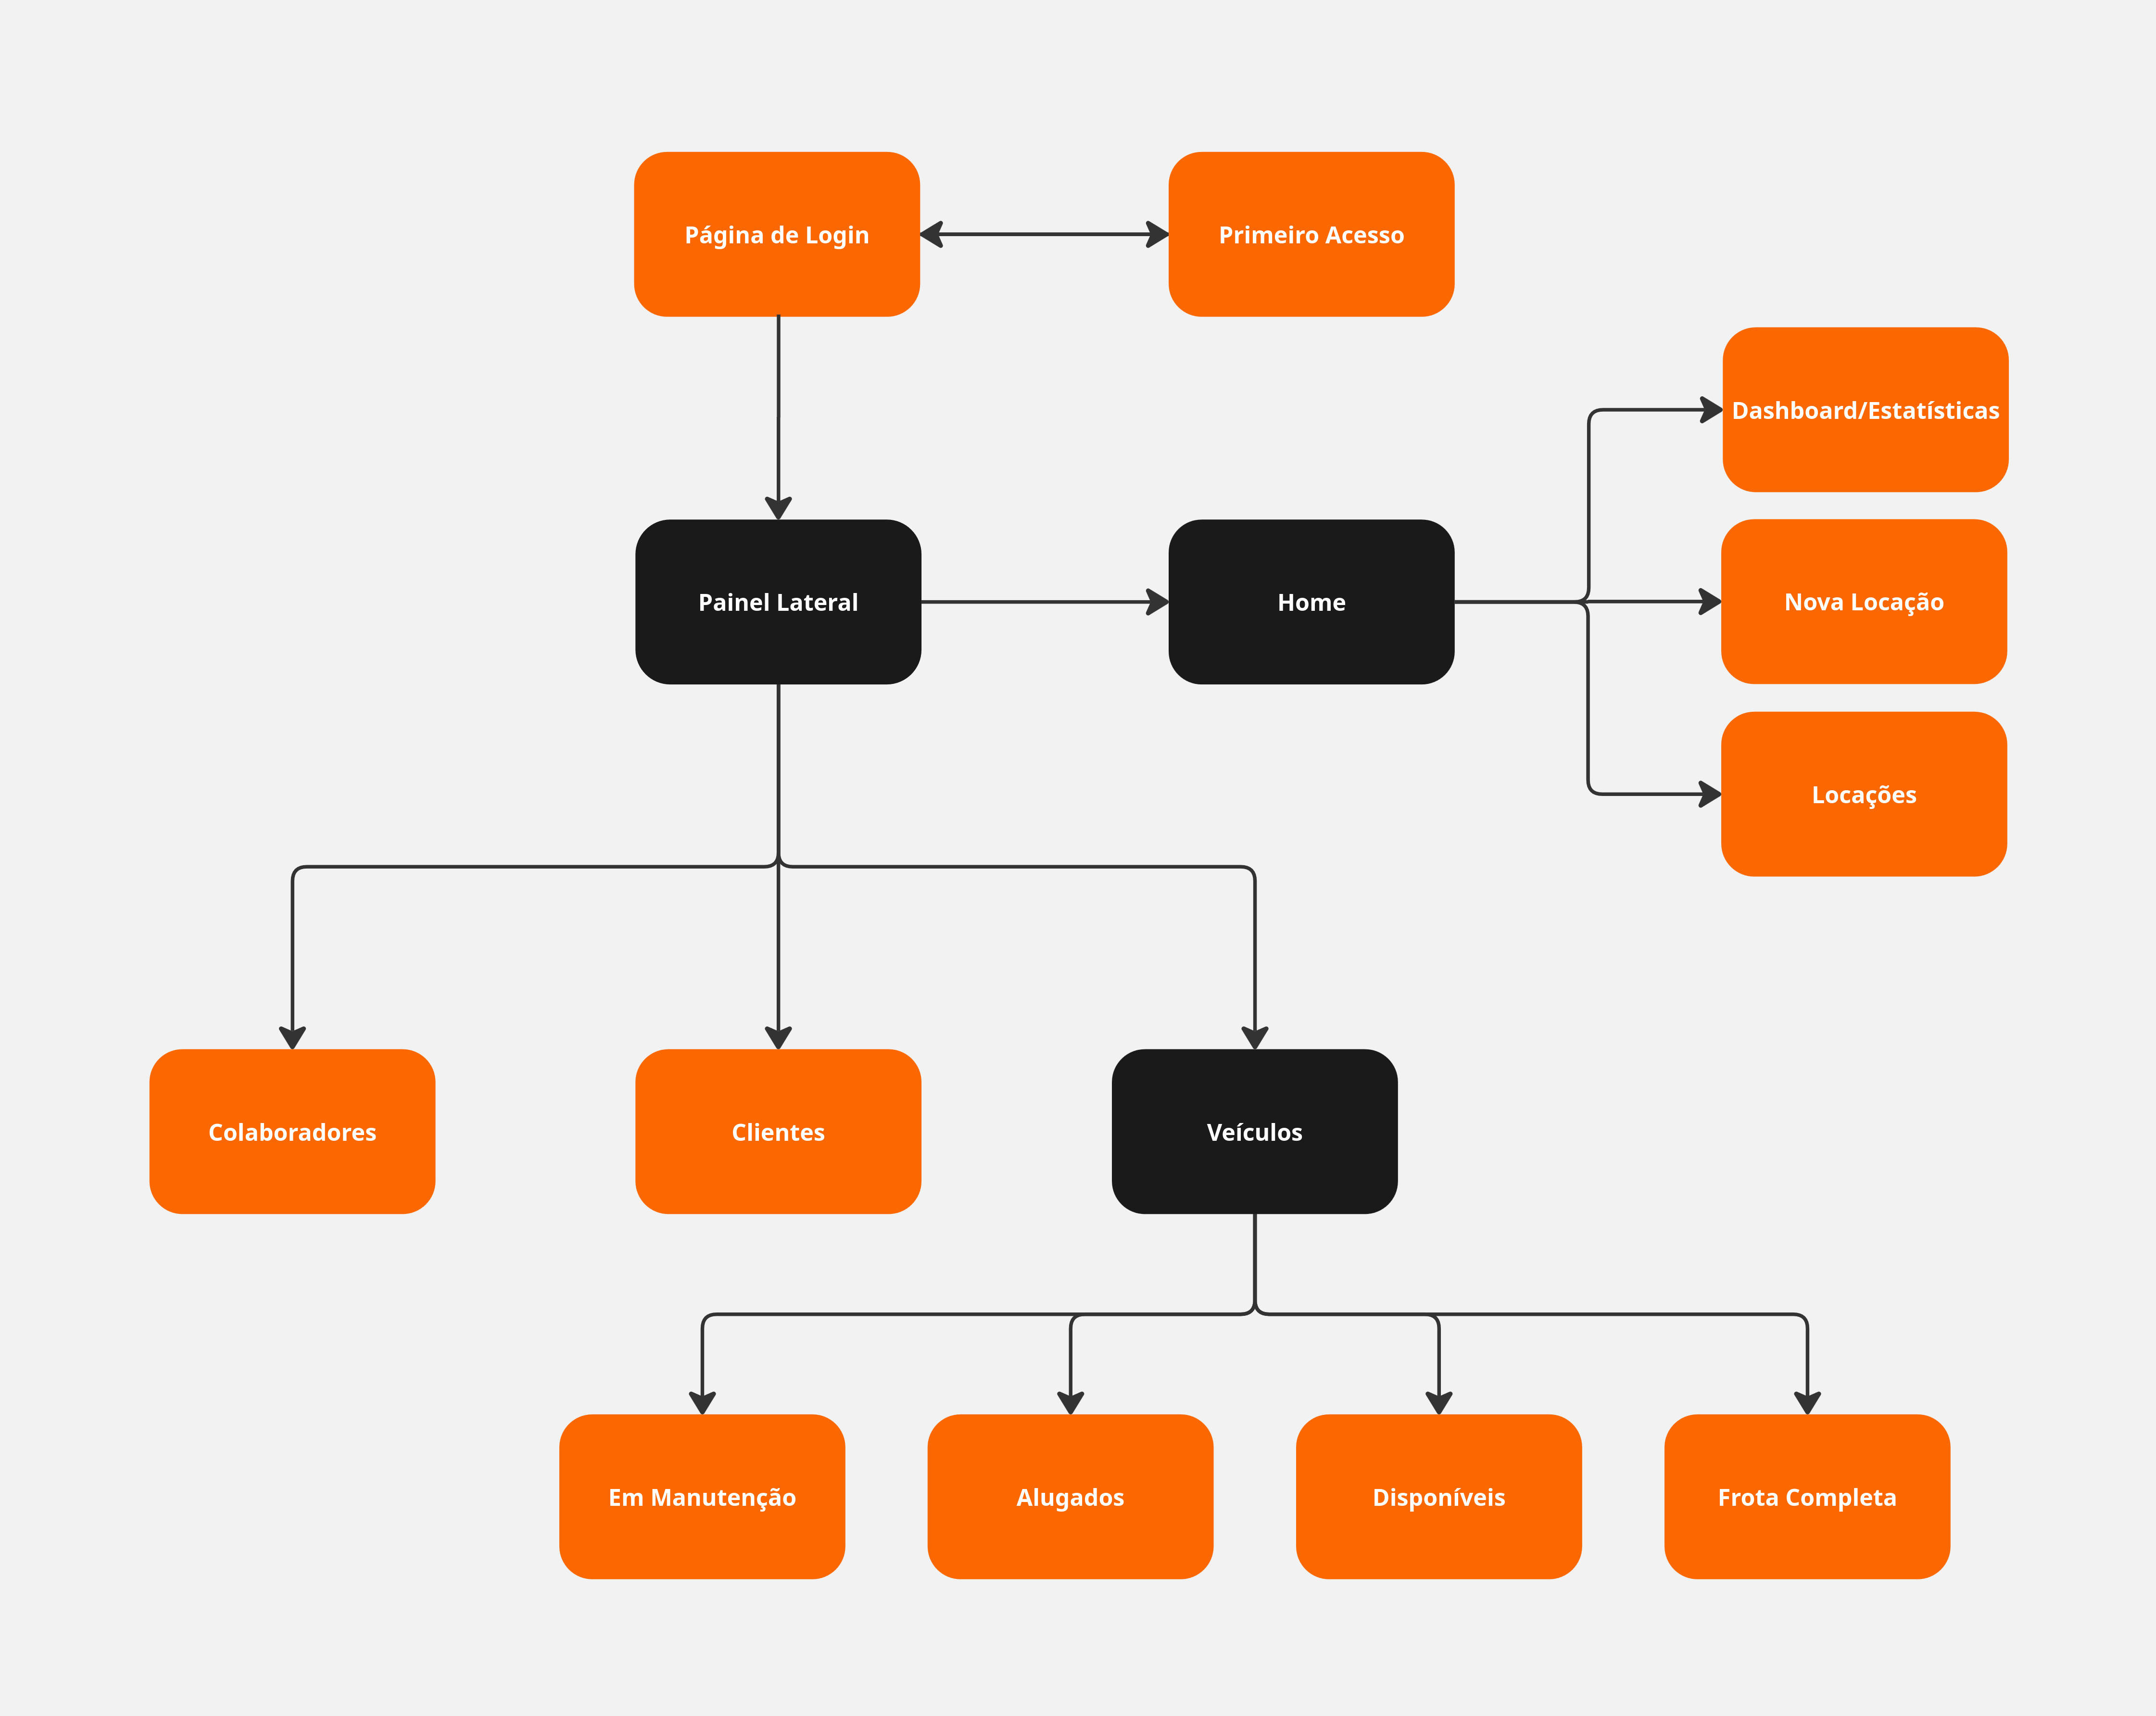 Página de Login
Primeiro Acesso
Dashboard/Estatísticas
Painel Lateral
Home
Nova Locação
Locações
Colaboradores
Clientes
Veículos
Em Manutenção
Alugados
Disponíveis
Frota Completa